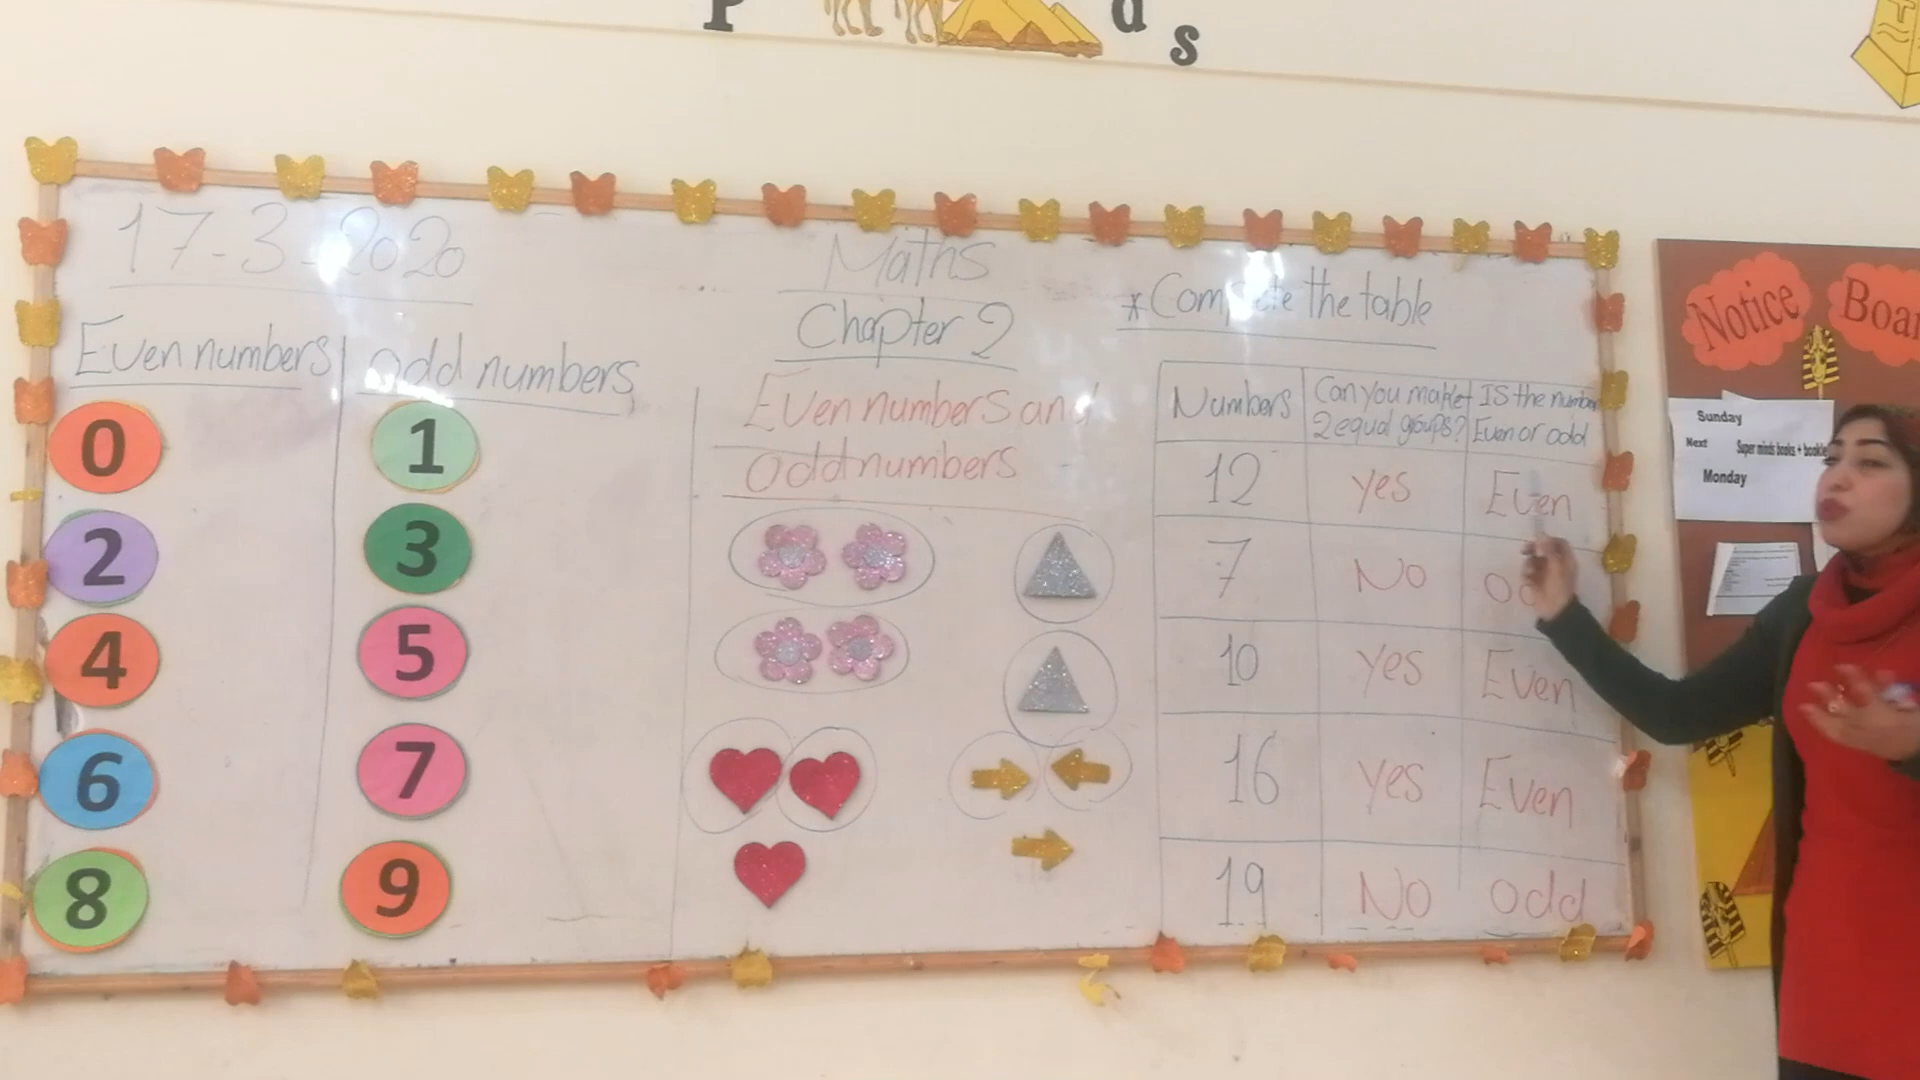 p
d
s
17-3-2020
Maths
Chapter 2
Even numbers
odd numbers
0
1
2
3
4
5
6
7
8
9
Even numbers and
odd numbers
* Complete the table
Numbers
Can you make
2 equal groups?
IS the number
Even or odd
12 yes Even
7 No
10 yes Even
16 yes Even
19 No odd
Notice
Sunday
Next Super minds books +
Monday